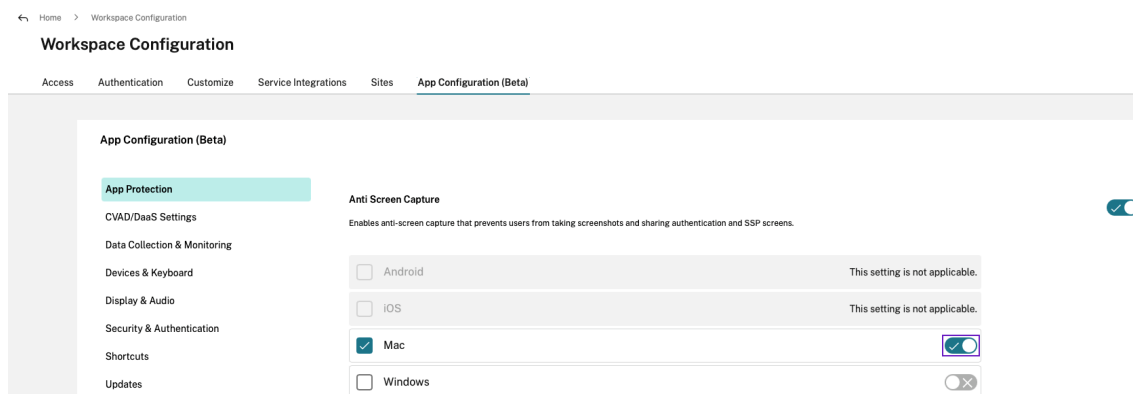 Home > Workspace Configuration
Workspace Configuration
Access Authentication Customize Service Integrations Sites App Configuration (Beta)
App Configuration (Beta)
App Protection
CVAD/DaaS Settings
Data Collection & Monitoring
Devices & Keyboard
Display & Audio
Security & Authentication
Shortcuts
Updates
Anti Screen Capture
Enables anti-screen capture that prevents users from taking screenshots and sharing authentication and SSP screens.
Android This setting is not applicable.
iOS This setting is not applicable.
Mac
Windows